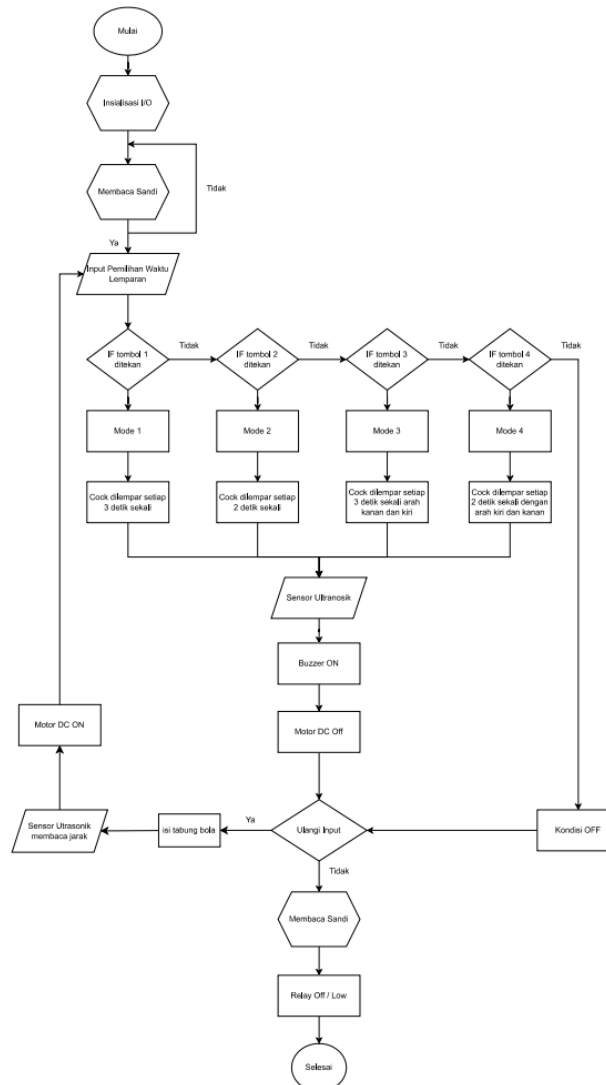 Mulai
Insialisasi I/O
Membaca Sandi
Tidak
Ya
Input Pemilihan Waktu
Lemparan
IF tombol 1
ditekan
Tidak
IF tombol 2
ditekan
Tidak
IF tombol 3
ditekan
Tidak
IF tombol 4
ditekan
Tidak
Mode 1
Mode 2
Mode 3
Mode 4
Cock dilempar setiap
3 detik sekali
Cock dilempar setiap
2 detik sekali
Cock dilempar setiap
3 detik sekali arah
kanan dan kiri
Cock dilempar setiap
2 detik sekali dengan
arah kiri dan kanan
Sensor Ultranosik
Buzzer ON
Motor DC ON
Motor DC Off
Sensor Utrasonik
membaca jarak
isi tabung bola
Ya
Ulangi Input
Kondisi OFF
Tidak
Membaca Sandi
Relay Off / Low
Selesai